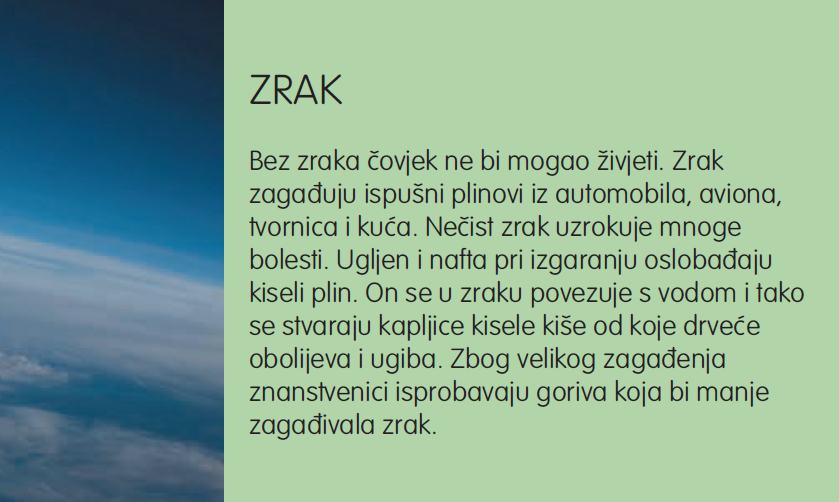 ZRAK
Bez zraka čovjek ne bi mogao živjeti. Zrak
zagađuju ispušni plinovi iz automobila, aviona,
tvornica i kuća. Nečist zrak uzrokuje mnoge
bolesti. Ugljen i nafta pri izgaranju oslobađaju
kiseli plin. On se u zraku povezuje s vodom i tako
se stvaraju kapljice kisele kiše od koje drveće
obolijeva i ugiba. Zbog velikog zagađenja
znanstvenici isprobavaju goriva koja bi manje
zagađivala zrak.